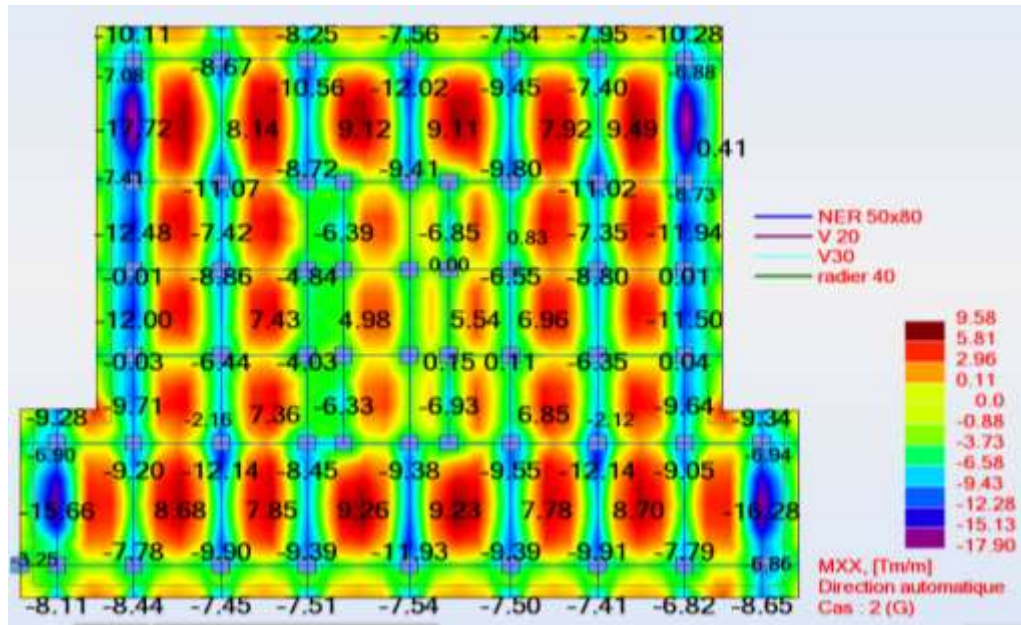 -10.11 -8.25 -7.56 -7.54 -7.95 -10.28
-7.08 -8.67 -6.88
-10.56 -12.02 -9.45 -7.40
-17.72 8.14 9.12 9.11 7.92 9.49
0.41
-8.72 -9.41 -9.80
-7.41 -11.07 -11.02 -8.73
-12.48 -7.42 -6.39 -6.85 0.83 -7.35 -11.94
0.00
-0.01 -8.86 -4.84 -6.55 -8.80 0.01
-12.00 7.43 4.98 5.54 6.96 -11.50
-0.03 -6.44 -4.03 0.15 0.11 -6.35 0.04
-9.71 -2.16 7.36 -6.33 -6.93 6.85 -2.12 -9.64
-9.28 -9.34
-6.90 -6.94
-9.20 -12.14 -8.45 -9.38 -9.55 -12.14 -9.05
-15.66 8.68 7.85 9.26 9.23 7.78 8.70 -16.28
-7.78 -9.90 -9.39 -11.93 -9.39 -9.91 -7.79
-6.86
-8.11 -8.44 -7.45 -7.51 -7.54 -7.50 -7.41 -6.82 -8.65
NER 50x80
V 20
V30
radier 40
9.58
5.81
2.96
0.11
0.0
-0.88
-3.73
-6.58
-9.43
-12.28
-15.13
-17.90
MXX, [Tm/m]
Direction automatique
Cas : 2 (G)